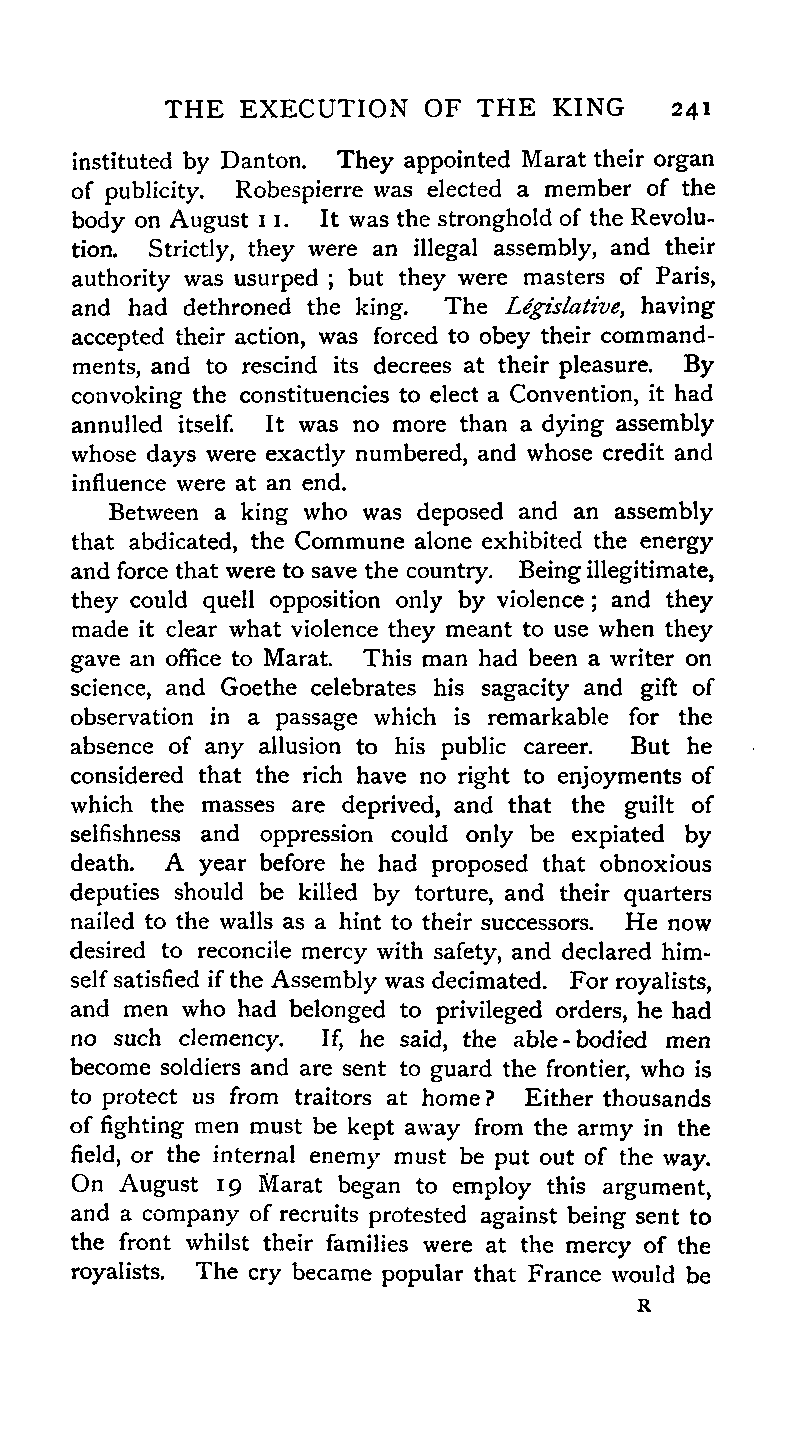 THE EXECUTION OF THE KING 241
instituted by Danton. They appointed Marat their organ
of publicity. Robespierre was elected a member of the
body on August 11. It was the stronghold of the Revolu-
tion. Strictly, they were an illegal assembly, and their
authority was usurped ; but they were masters of Paris,
and had dethroned the king. The Législative, having
accepted their action, was forced to obey their command-
ments, and to rescind its decrees at their pleasure. By
convoking the constituencies to elect a Convention, it had
annulled itself. It was no more than a dying assembly
whose days were exactly numbered, and whose credit and
influence were at an end.
Between a king who was deposed and an assembly
that abdicated, the Commune alone exhibited the energy
and force that were to save the country. Being illegitimate,
they could quell opposition only by violence ; and they
made it clear what violence they meant to use when they
gave an office to Marat. This man had been a writer on
science, and Goethe celebrates his sagacity and gift of
observation in a passage which is remarkable for the
absence of any allusion to his public career. But he
considered that the rich have no right to enjoyments of
which the masses are deprived, and that the guilt of
selfishness and oppression could only be expiated by
death. A year before he had proposed that obnoxious
deputies should be killed by torture, and their quarters
nailed to the walls as a hint to their successors. He now
desired to reconcile mercy with safety, and declared him-
self satisfied if the Assembly was decimated. For royalists,
and men who had belonged to privileged orders, he had
no such clemency. If, he said, the able-bodied men
become soldiers and are sent to guard the frontier, who is
to protect us from traitors at home ? Either thousands
of fighting men must be kept away from the army in the
field, or the internal enemy must be put out of the way.
On August 19 Marat began to employ this argument,
and a company of recruits protested against being sent to
the front whilst their families were at the mercy of the
royalists. The cry became popular that France would be
R